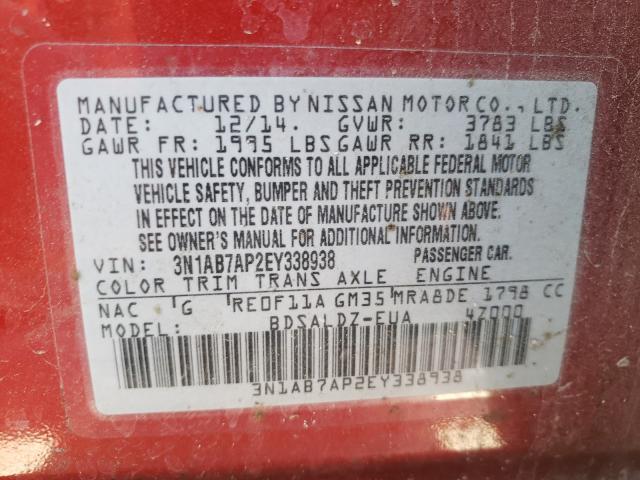 MANUFACTURED BY NISSAN MOTOR CO., LTD.
DATE: 12/14. GVWR: 3783 LBS
GAWR FR: 1995 LBS GAWR RR: 1841 LBS
THIS VEHICLE CONFORMS TO ALL APPLICABLE FEDERAL MOTOR
VEHICLE SAFETY, BUMPER AND THEFT PREVENTION STANDARDS
IN EFFECT ON THE DATE OF MANUFACTURE SHOWN ABOVE.
SEE OWNER'S MANUAL FOR ADDITIONAL INFORMATION.
VIN: 3N1AB7AP2EY338938 PASSENGER CAR.
COLOR TRIM TRANS AXLE ENGINE
NAC G RE0F11A GM35 MRA8DE 1798 CC
MODEL: BDSALDZ-EUA 4Z000
3N1AB7AP2EY338938